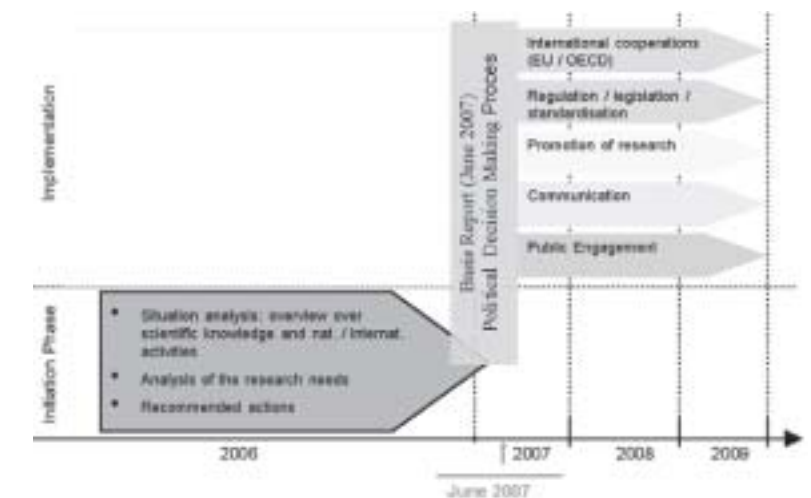 Implementation
Initiation Phase
Basis Report (June 2007)
Political Decision Making Proces
International cooperations
(EU / OECD)
Regulation / legislation /
standardisation
Promotion of research
Communication
Public Engagement
• Situation analysis: overview over
scientific knowledge and nat. / Internat.
activities
• Analysis of the research needs
• Recommended actions
2006
2007
2008
2009
June 2007